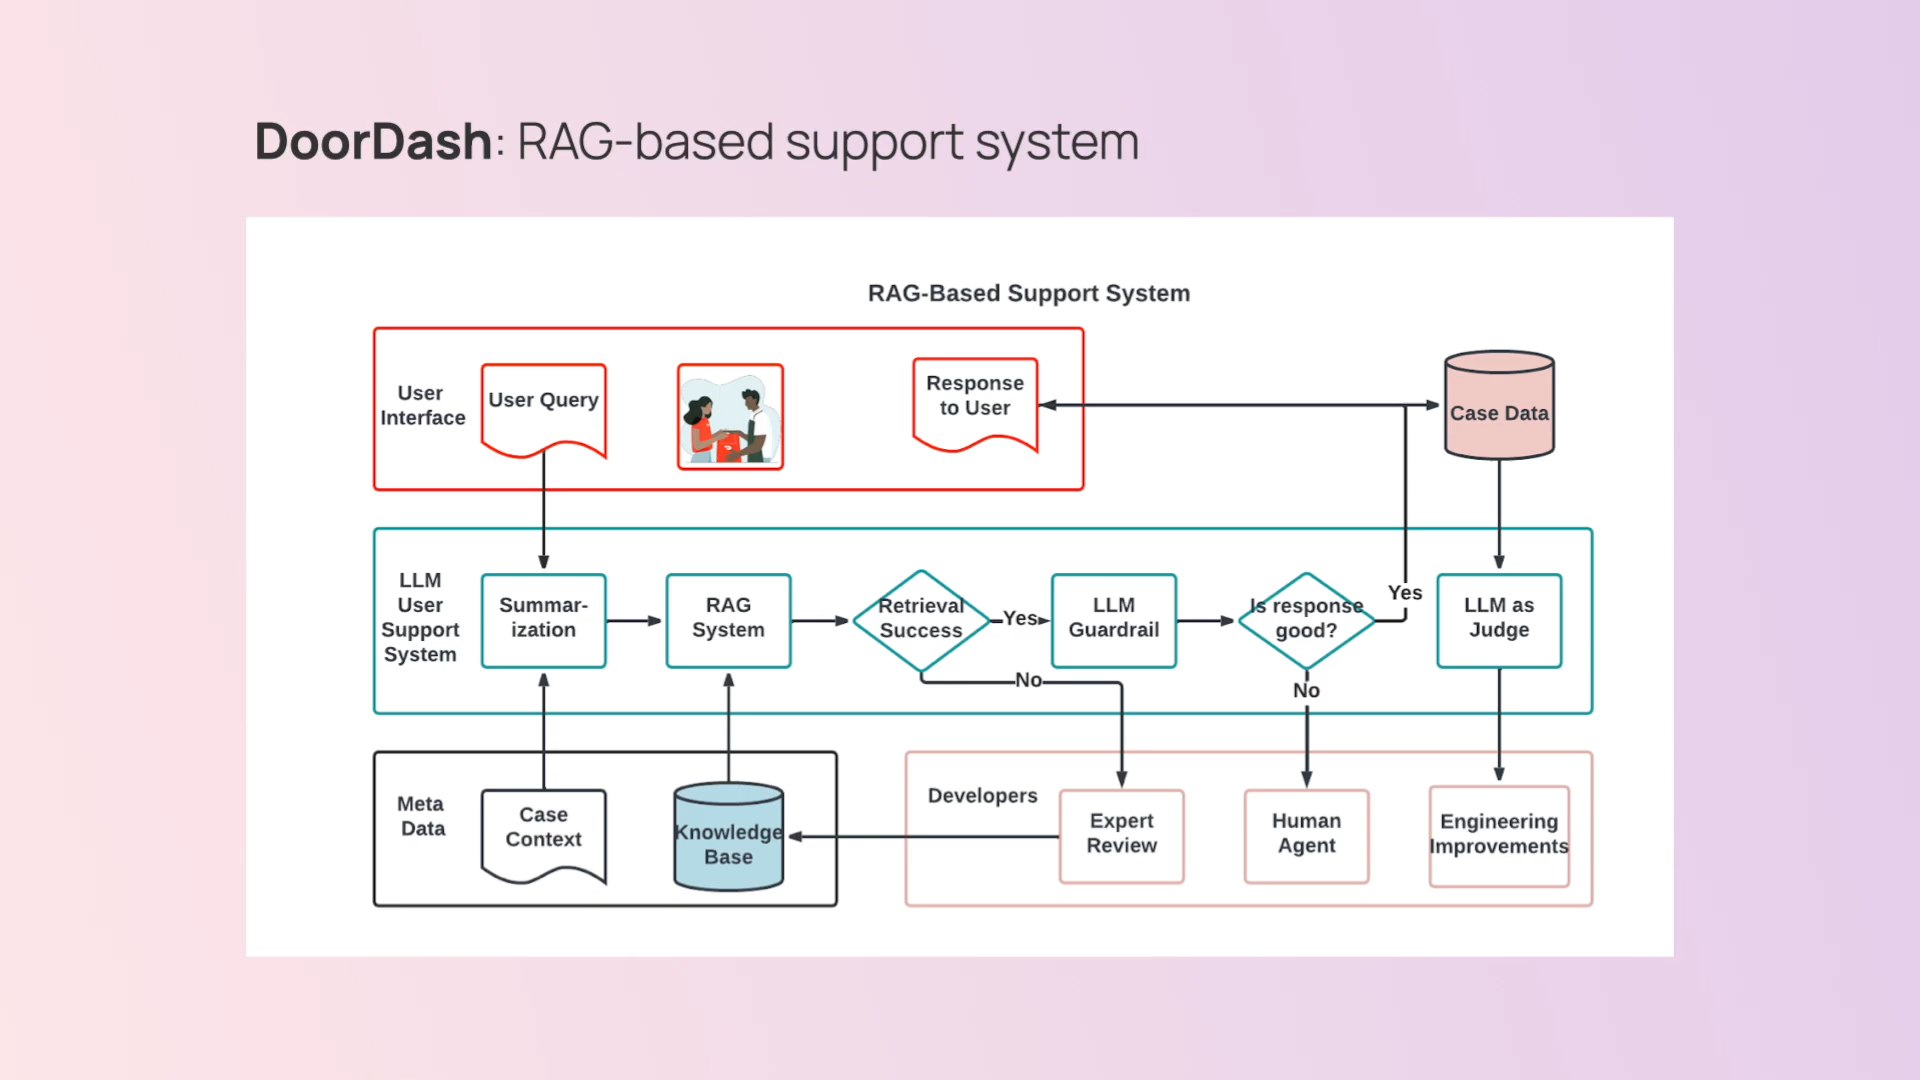 DoorDash: RAG-based support system
RAG-Based Support System
User
Interface
User Query
Response
to User
Case Data
LLM
User
Support
System
Summar-
ization
RAG
System
Retrieval
Success
Yes
LLM
Guardrail
Is response
good?
Yes
LLM as
Judge
No
No
Meta
Data
Case
Context
Knowledge
Base
Developers
Expert
Review
Human
Agent
Engineering
Improvements